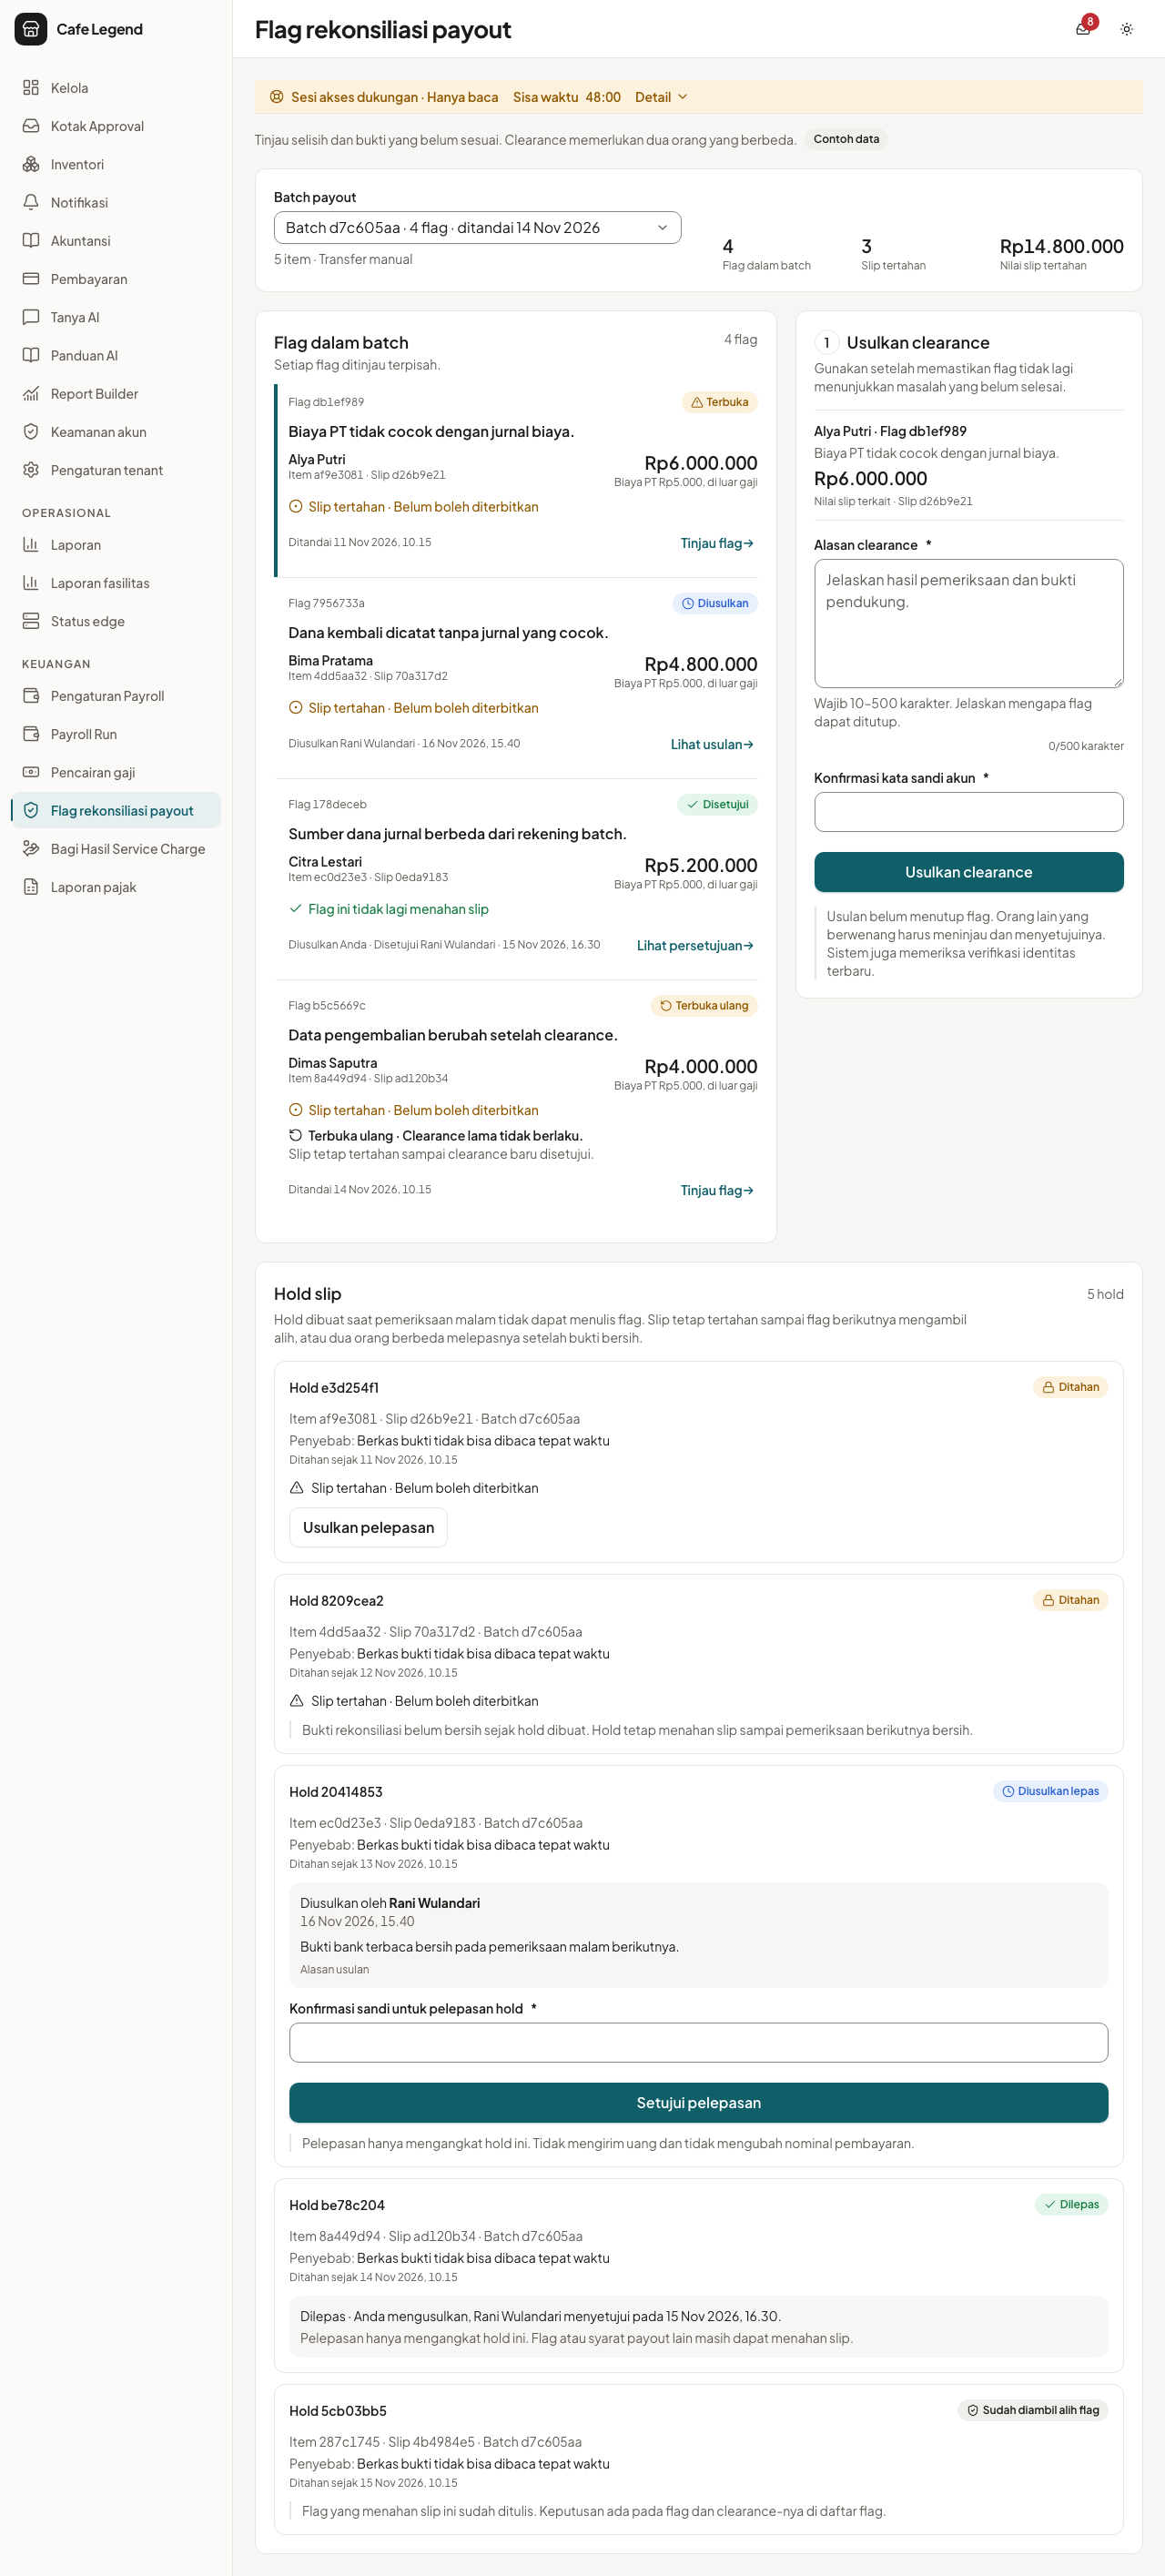 Cafe Legend
Kelola
Kotak Approval
Inventori
Notifikasi
Akuntansi
Pembayaran
Tanya AI
Panduan AI
Report Builder
Keamanan akun
Pengaturan tenant
OPERASIONAL
Laporan
Laporan fasilitas
Status edge
KEUANGAN
Pengaturan Payroll
Payroll Run
Pencairan gaji
Flag rekonsiliasi payout
Bagi Hasil Service Charge
Laporan pajak
Flag rekonsiliasi payout
8
Sesi akses dukungan · Hanya baca Sisa waktu 48:00 Detail
Tinjau selisih dan bukti yang belum sesuai. Clearance memerlukan dua orang yang berbeda. Contoh data
Batch payout
Batch d7c605aa · 4 flag · ditandai 14 Nov 2026
5 item · Transfer manual
4
Flag dalam batch
3
Slip tertahan
Rp14.800.000
Nilai slip tertahan
Flag dalam batch
4 flag
Setiap flag ditinjau terpisah.
Flag db1ef989
Terbuka
Biaya PT tidak cocok dengan jurnal biaya.
Alya Putri
Item af9e3081 · Slip d26b9e21
Rp6.000.000
Biaya PT Rp5.000, di luar gaji
Slip tertahan · Belum boleh diterbitkan
Ditandai 11 Nov 2026, 10.15
Tinjau flag→
Flag 7956733a
Diusulkan
Dana kembali dicatat tanpa jurnal yang cocok.
Bima Pratama
Item 4dd5aa32 · Slip 70a317d2
Rp4.800.000
Biaya PT Rp5.000, di luar gaji
Slip tertahan · Belum boleh diterbitkan
Diusulkan Rani Wulandari · 16 Nov 2026, 15.40
Lihat usulan→
Flag 178deceb
Disetujui
Sumber dana jurnal berbeda dari rekening batch.
Citra Lestari
Item ec0d23e3 · Slip 0eda9183
Rp5.200.000
Biaya PT Rp5.000, di luar gaji
Flag ini tidak lagi menahan slip
Diusulkan Anda · Disetujui Rani Wulandari · 15 Nov 2026, 16.30
Lihat persetujuan→
Flag b5c5669c
Terbuka ulang
Data pengembalian berubah setelah clearance.
Dimas Saputra
Item 8a449d94 · Slip ad120b34
Rp4.000.000
Biaya PT Rp5.000, di luar gaji
Slip tertahan · Belum boleh diterbitkan
Terbuka ulang · Clearance lama tidak berlaku.
Slip tetap tertahan sampai clearance baru disetujui.
Ditandai 14 Nov 2026, 10.15
Tinjau flag→
1 Usulkan clearance
Gunakan setelah memastikan flag tidak lagi
menunjukkan masalah yang belum selesai.
Alya Putri · Flag db1ef989
Biaya PT tidak cocok dengan jurnal biaya.
Rp6.000.000
Nilai slip terkait · Slip d26b9e21
Alasan clearance *
Jelaskan hasil pemeriksaan dan bukti
pendukung.
Wajib 10–500 karakter. Jelaskan mengapa flag
dapat ditutup.
0/500 karakter
Konfirmasi kata sandi akun *
Usulkan clearance
Usulan belum menutup flag. Orang lain yang
berwenang harus meninjau dan menyetujuinya.
Sistem juga memeriksa verifikasi identitas
terbaru.
Hold slip
5 hold
Hold dibuat saat pemeriksaan malam tidak dapat menulis flag. Slip tetap tertahan sampai flag berikutnya mengambil
alih, atau dua orang berbeda melepasnya setelah bukti bersih.
Hold e3d254f1
Ditahan
Item af9e3081 · Slip d26b9e21 · Batch d7c605aa
Penyebab: Berkas bukti tidak bisa dibaca tepat waktu
Ditahan sejak 11 Nov 2026, 10.15
Slip tertahan · Belum boleh diterbitkan
Usulkan pelepasan
Hold 8209cea2
Ditahan
Item 4dd5aa32 · Slip 70a317d2 · Batch d7c605aa
Penyebab: Berkas bukti tidak bisa dibaca tepat waktu
Ditahan sejak 12 Nov 2026, 10.15
Slip tertahan · Belum boleh diterbitkan
Bukti rekonsiliasi belum bersih sejak hold dibuat. Hold tetap menahan slip sampai pemeriksaan berikutnya bersih.
Hold 20414853
Diusulkan lepas
Item ec0d23e3 · Slip 0eda9183 · Batch d7c605aa
Penyebab: Berkas bukti tidak bisa dibaca tepat waktu
Ditahan sejak 13 Nov 2026, 10.15
Diusulkan oleh Rani Wulandari
16 Nov 2026, 15.40
Bukti bank terbaca bersih pada pemeriksaan malam berikutnya.
Alasan usulan
Konfirmasi sandi untuk pelepasan hold *
Setujui pelepasan
Pelepasan hanya mengangkat hold ini. Tidak mengirim uang dan tidak mengubah nominal pembayaran.
Hold be78c204
Dilepas
Item 8a449d94 · Slip ad120b34 · Batch d7c605aa
Penyebab: Berkas bukti tidak bisa dibaca tepat waktu
Ditahan sejak 14 Nov 2026, 10.15
Dilepas · Anda mengusulkan, Rani Wulandari menyetujui pada 15 Nov 2026, 16.30.
Pelepasan hanya mengangkat hold ini. Flag atau syarat payout lain masih dapat menahan slip.
Hold 5cb03bb5
Sudah diambil alih flag
Item 287c1745 · Slip 4b4984e5 · Batch d7c605aa
Penyebab: Berkas bukti tidak bisa dibaca tepat waktu
Ditahan sejak 15 Nov 2026, 10.15
Flag yang menahan slip ini sudah ditulis. Keputusan ada pada flag dan clearance-nya di daftar flag.